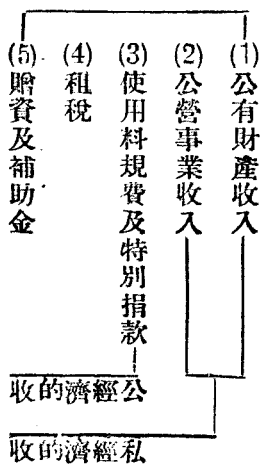 (1)公有財產收入
(2)公營事業收入
(3)使用料規費及特別捐款
(4)租稅
(5)贈資及補助金
公經濟的收
私經濟的收